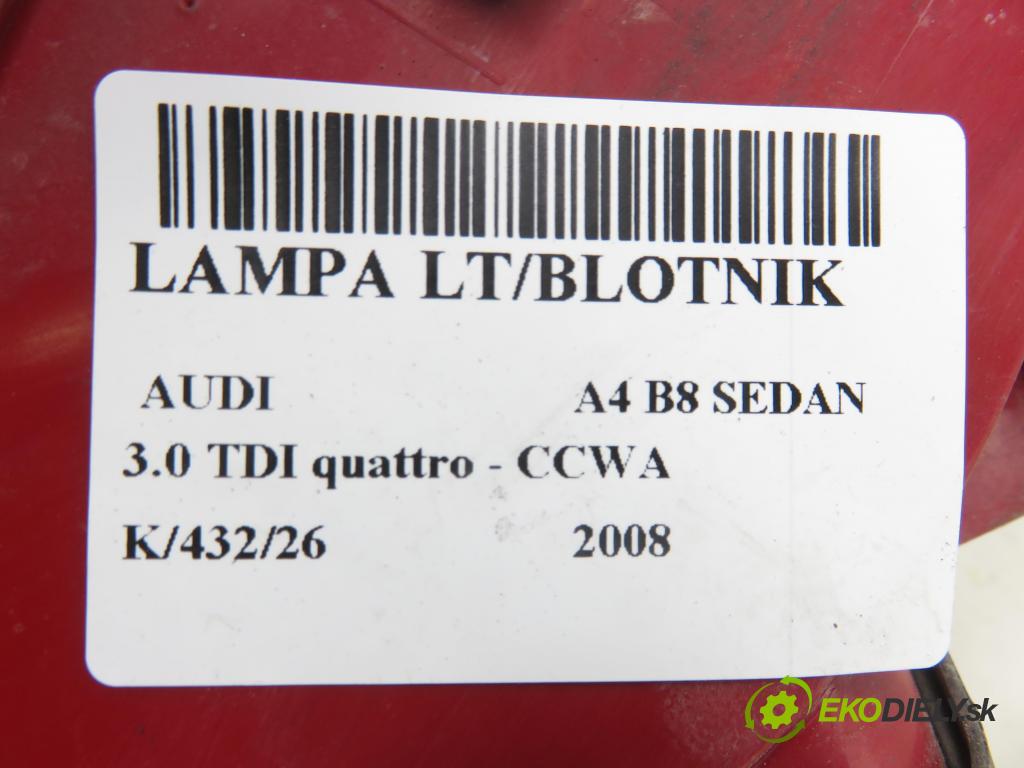 LAMPA LT/BLOTNIK
AUDI A4 B8 SEDAN
3.0 TDI quattro - CCWA
K/432/26 2008
EKODIELY.sk